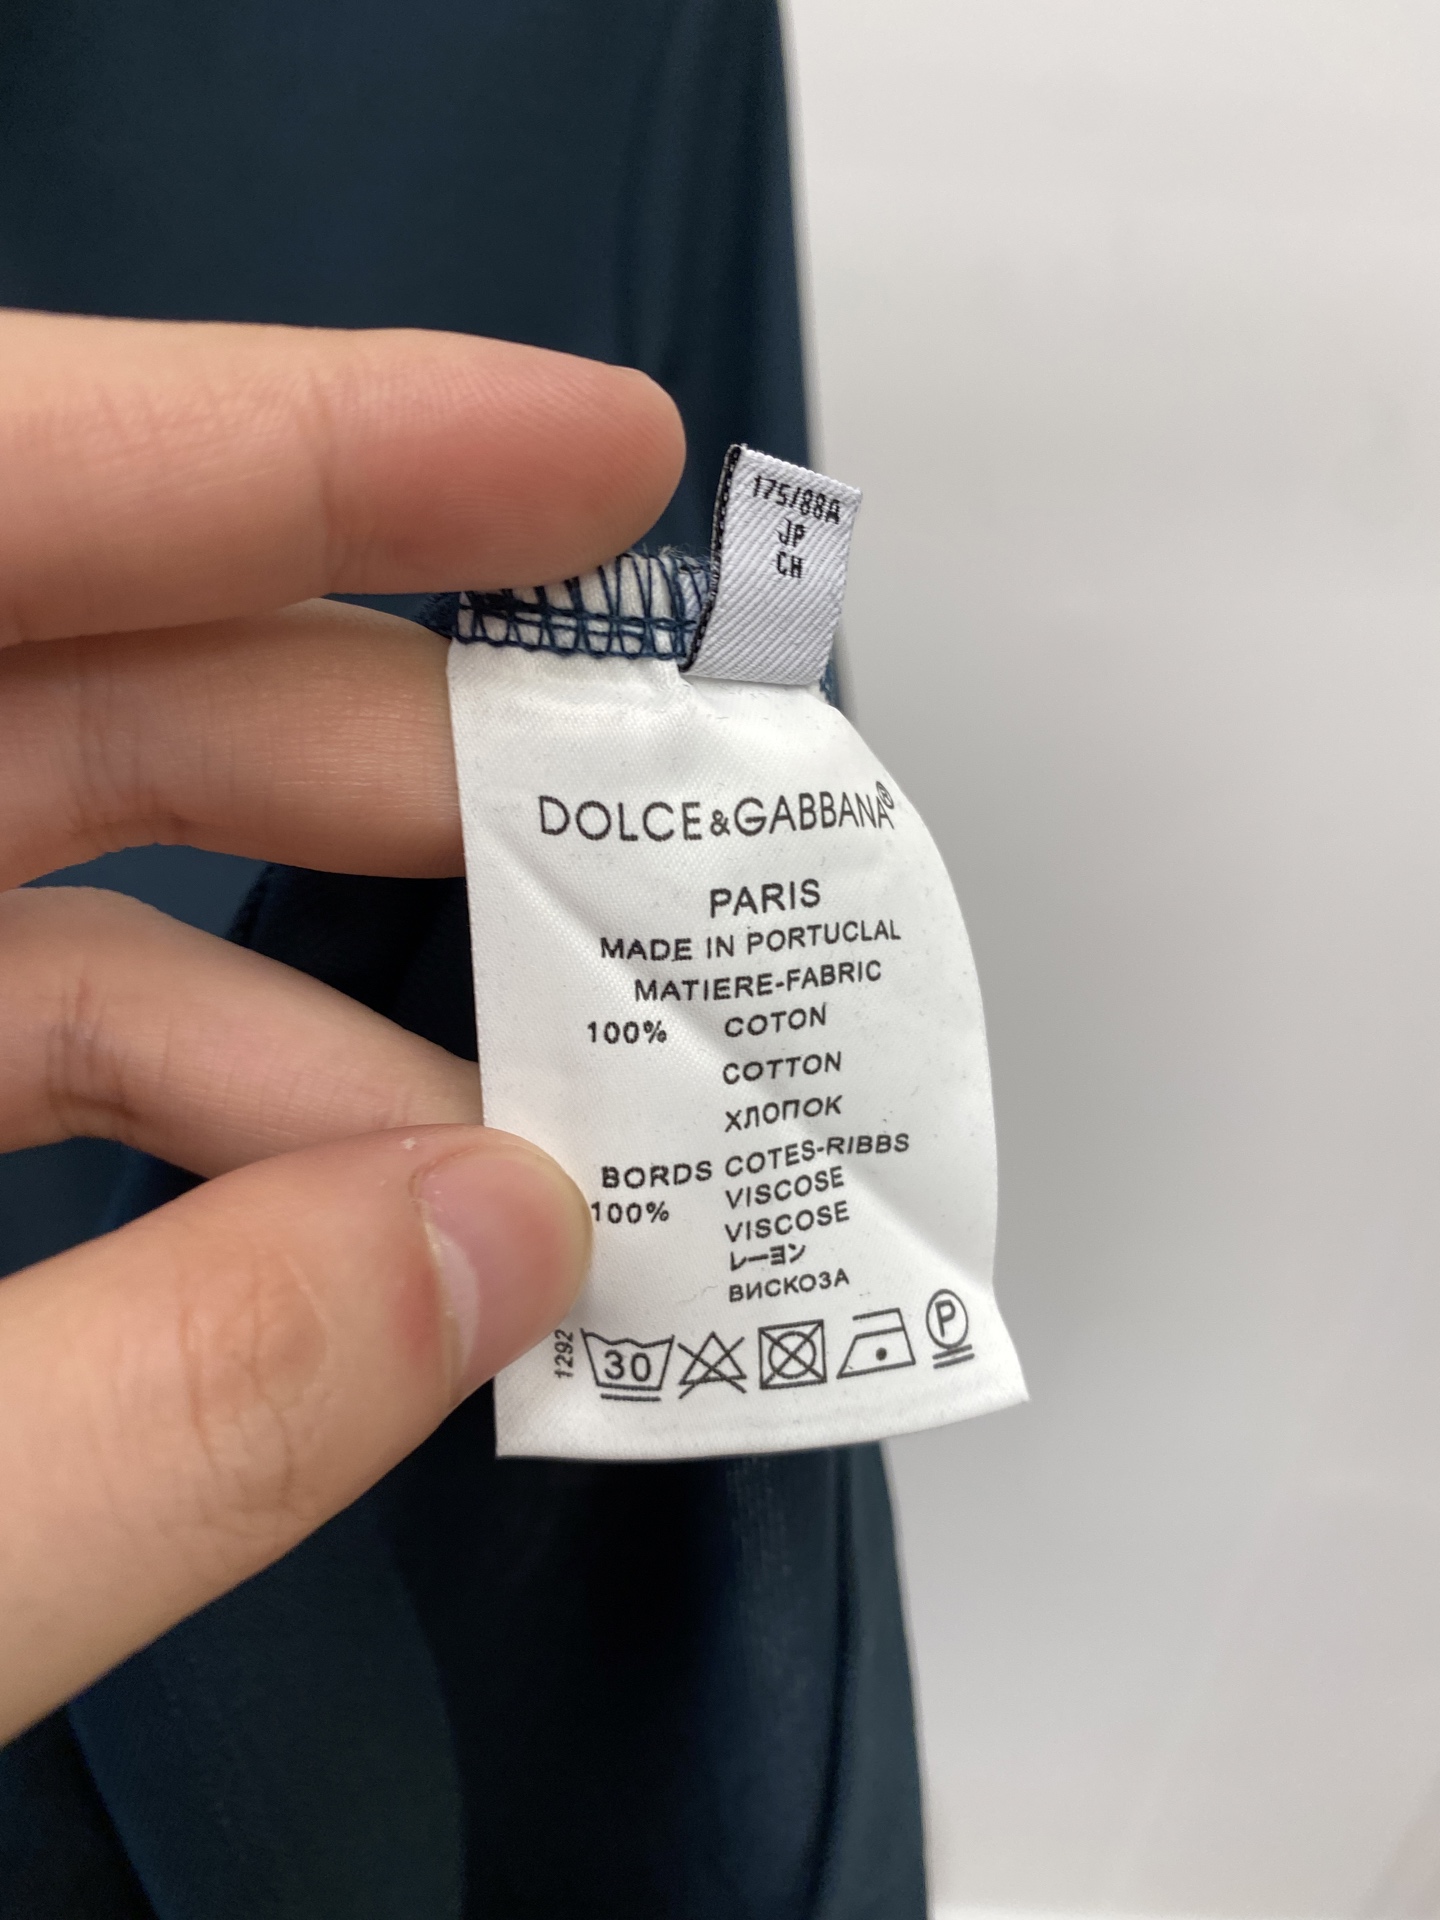 175/88A
JP
CH
DOLCE&GABBANA®
PARIS
MADE IN PORTUCLAL
MATIERE-FABRIC
100% COTON
COTTON
ХЛОПОК
BORDS COTES-RIBBS
100% VISCOSE
VISCOSE
レーヨン
ВИСКОЗА
1292
30
P